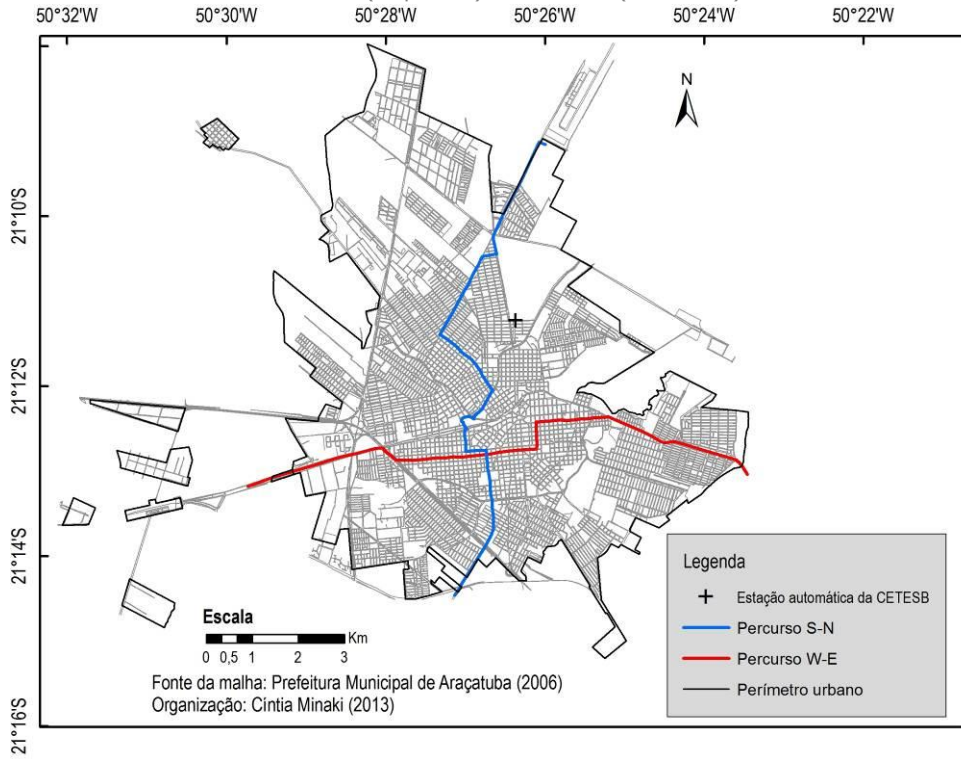 50°32'W 50°30'W 50°28'W 50°26'W 50°24'W 50°22'W
N
21°10'S
21°12'S
21°14'S
21°16'S
Escala
Km
0 0,5 1 2 3
Fonte da malha: Prefeitura Municipal de Araçatuba (2006)
Organização: Cíntia Minaki (2013)
Legenda
Estação automática da CETESB
Percurso S-N
Percurso W-E
Perímetro urbano